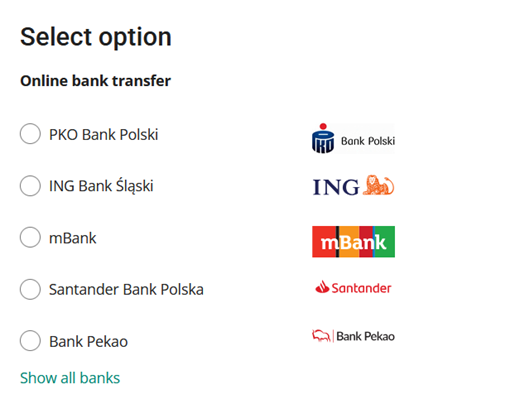 Select option
Online bank transfer
PKO Bank Polski
PKO Bank Polski
ING Bank Śląski
ING
mBank
mBank
Santander Bank Polska
Santander
Bank Pekao
Bank Pekao
Show all banks